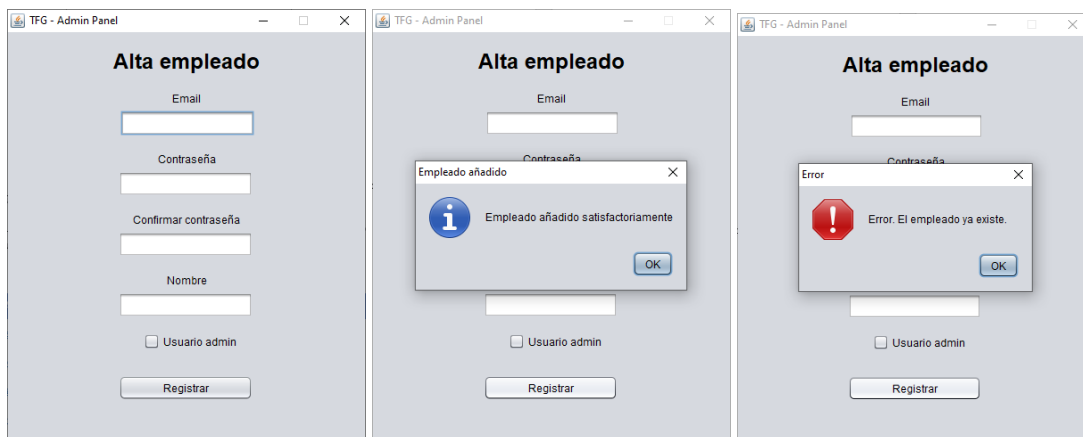 TFG - Admin Panel
Alta empleado
Email
Contraseña
Confirmar contraseña
Nombre
Usuario admin
Registrar
TFG - Admin Panel
Alta empleado
Email
Contraseña
Empleado añadido
Empleado añadido satisfactoriamente
OK
Usuario admin
Registrar
TFG - Admin Panel
Alta empleado
Email
Contraseña
Error
Error. El empleado ya existe.
OK
Usuario admin
Registrar